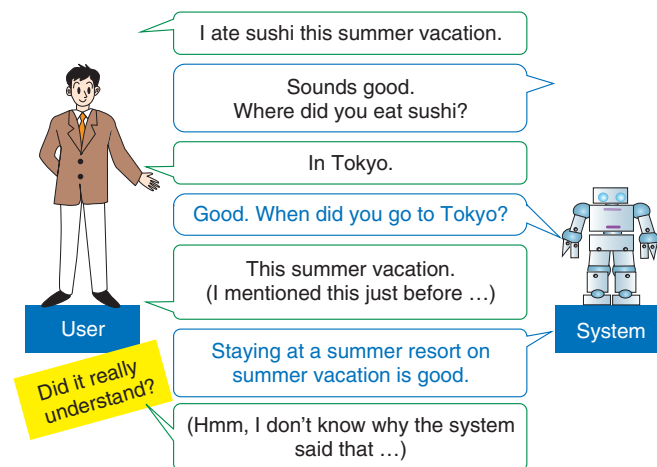 I ate sushi this summer vacation.
Sounds good.
Where did you eat sushi?
In Tokyo.
Good. When did you go to Tokyo?
This summer vacation.
(I mentioned this just before …)
User
System
Staying at a summer resort on
summer vacation is good.
Did it really
understand?
(Hmm, I don’t know why the
system said that …)